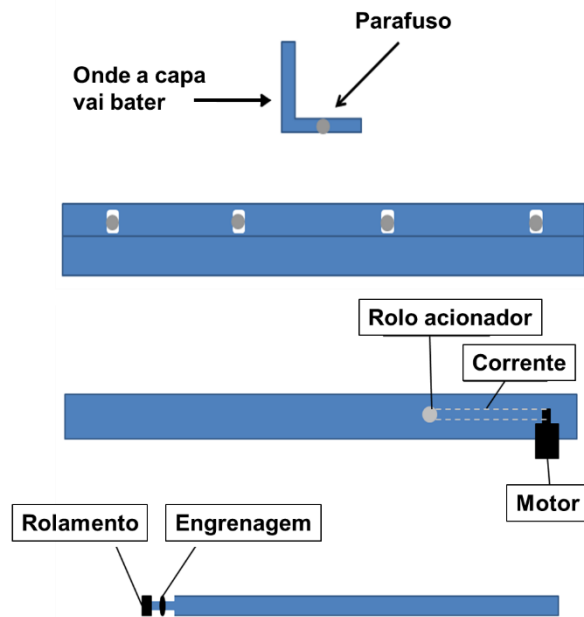 Parafuso
Onde a capa
vai bater
Rolo acionador
Corrente
Motor
Rolamento
Engrenagem